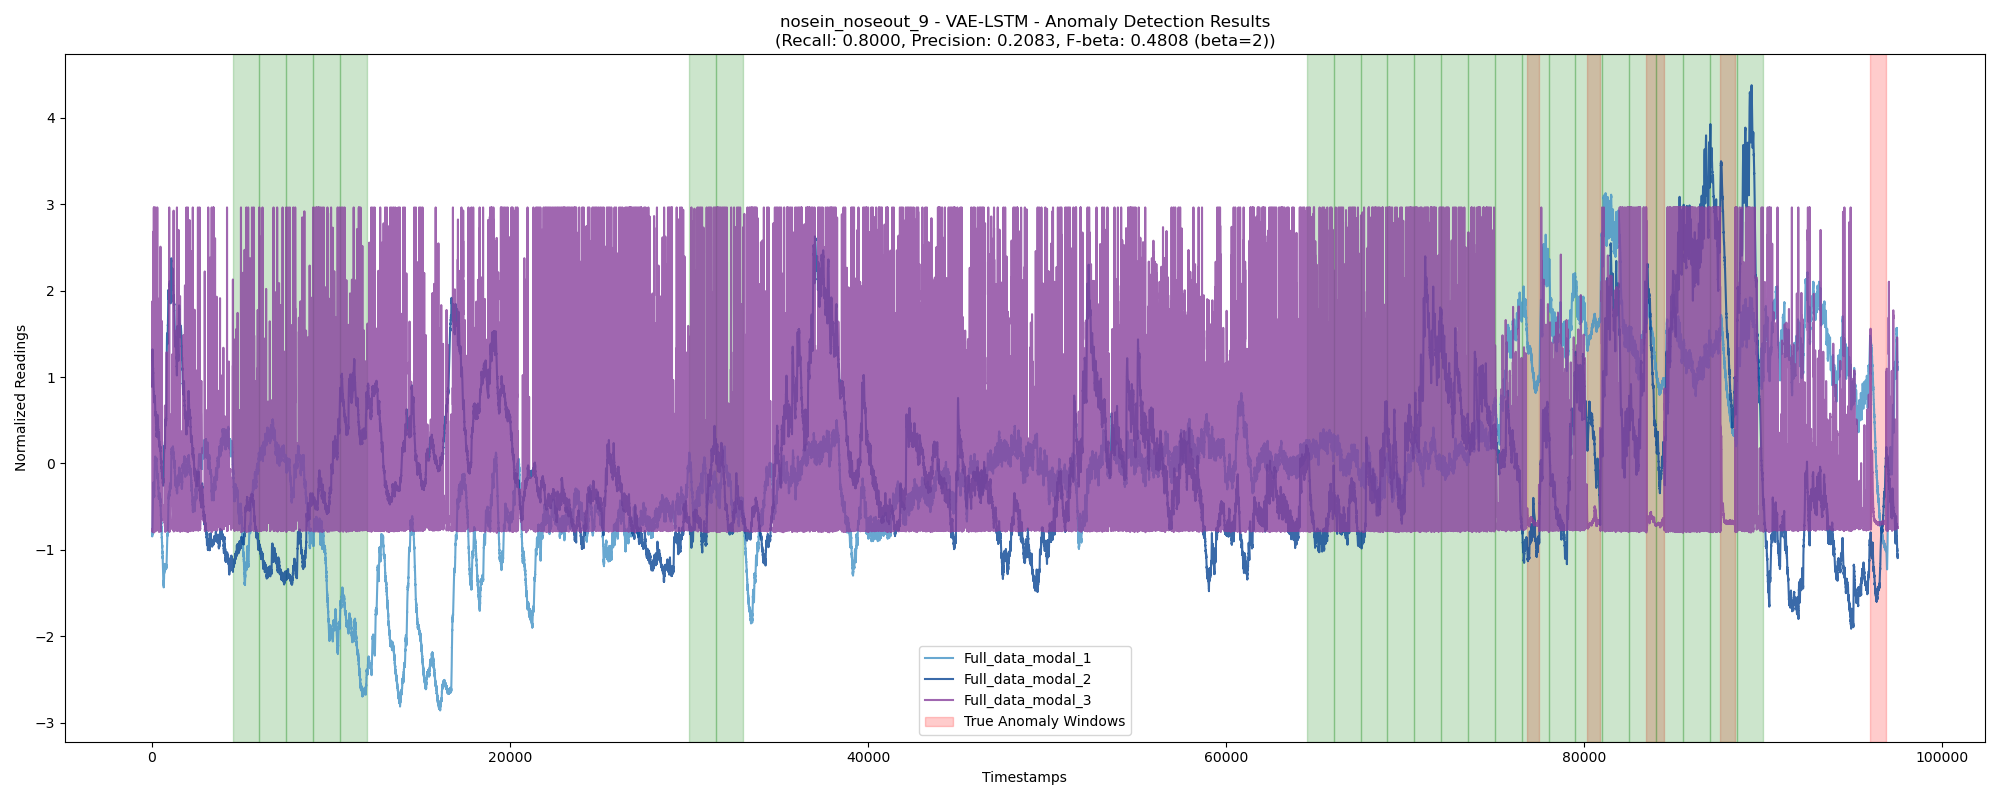 nosein_noseout_9 - VAE-LSTM - Anomaly Detection Results
(Recall: 0.8000, Precision: 0.2083, F-beta: 0.4808 (beta=2))
Normalized Readings
4
3
2
1
0
−1
−2
−3
Full_data_modal_1
Full_data_modal_2
Full_data_modal_3
True Anomaly Windows
0
20000
40000
60000
80000
100000
Timestamps